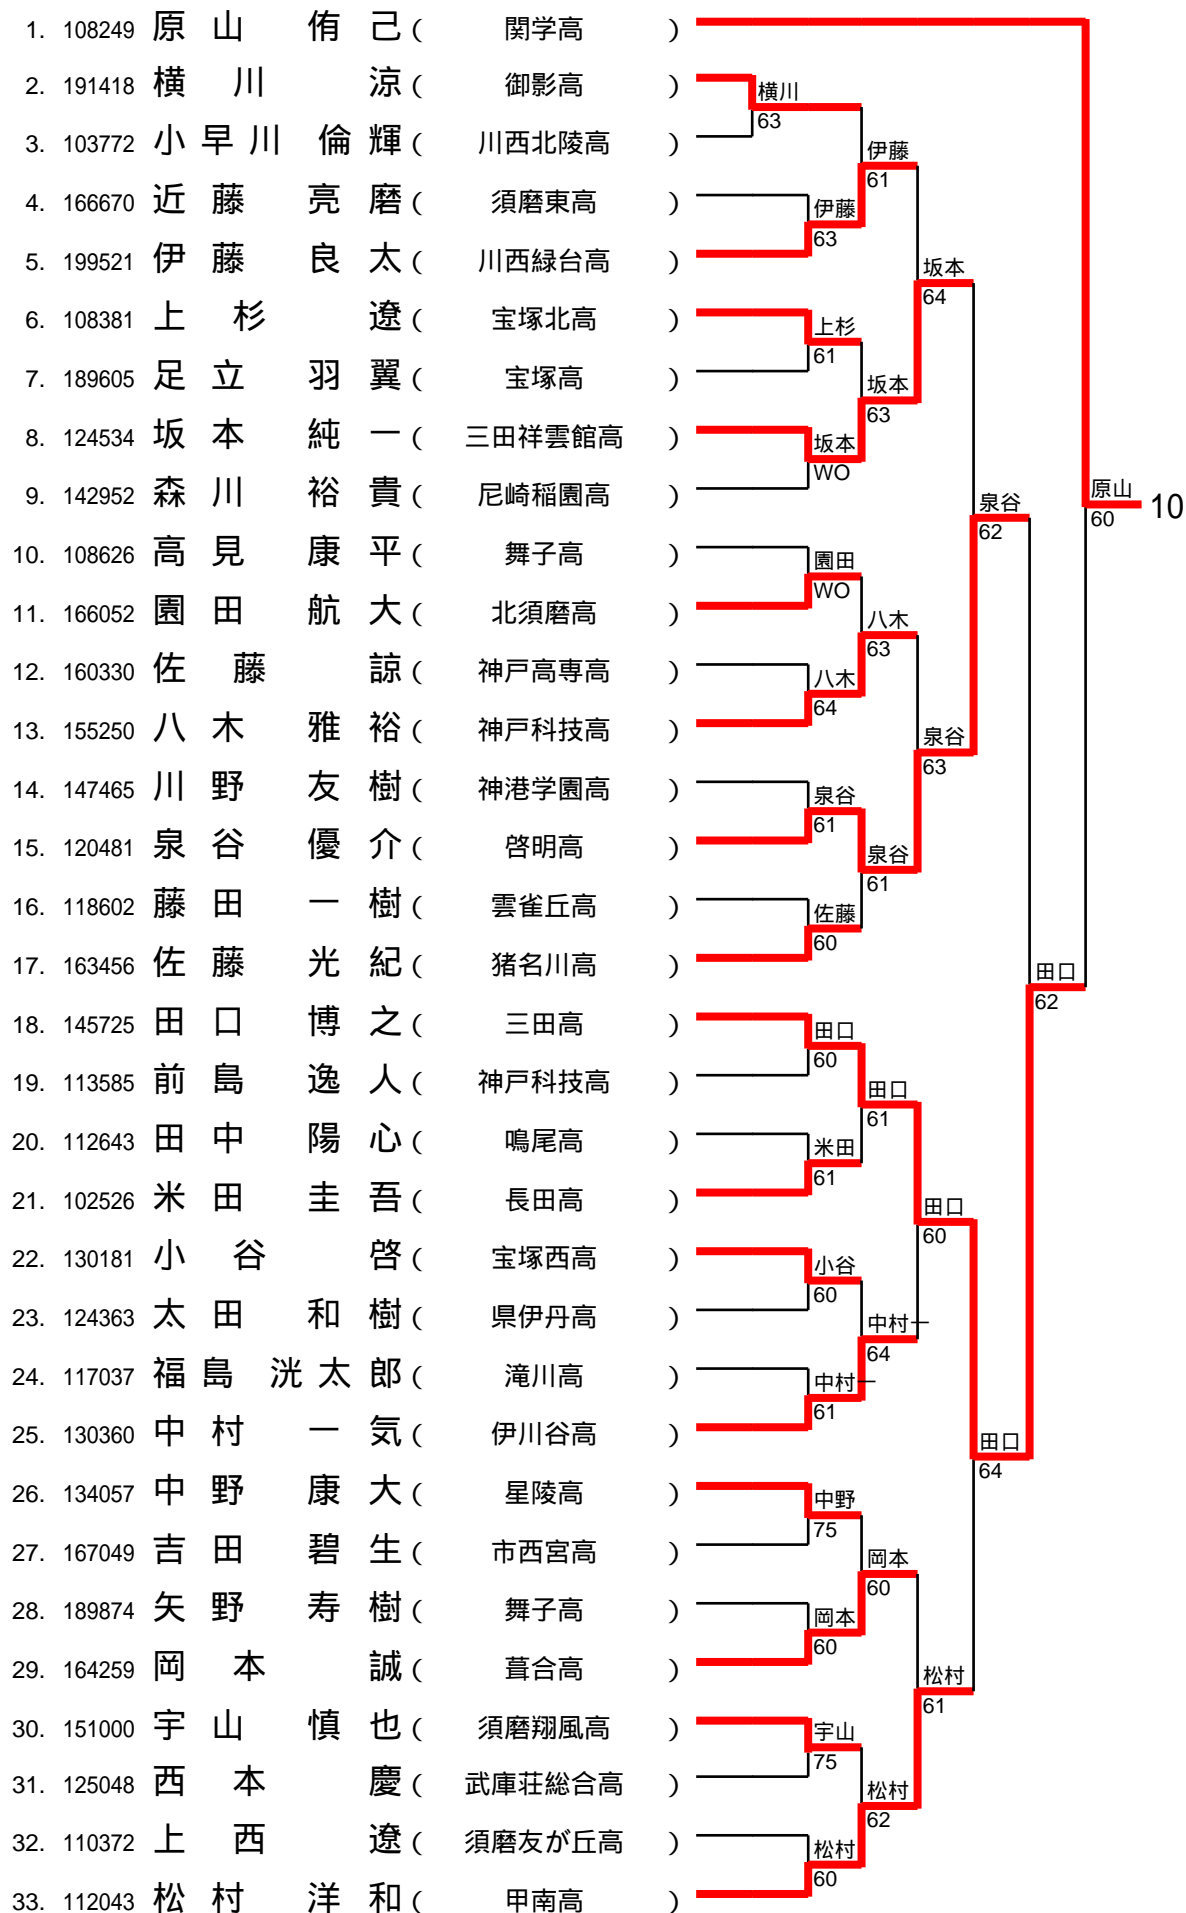 1. 108249 原山 侑己 ( 関学高 )
2. 191418 横川 涼 ( 御影高 )
横川
63
3. 103772 小早川 倫輝 ( 川西北陵高 )
伊藤
61
4. 166670 近藤 亮磨 ( 須磨東高 )
伊藤
63
5. 199521 伊藤 良太 ( 川西緑台高 )
坂本
64
6. 108381 上杉 遼 ( 宝塚北高 )
上杉
61
7. 189605 足立 羽翼 ( 宝塚高 )
坂本
63
8. 124534 坂本 純一 ( 三田祥雲館高 )
坂本
WO
9. 142952 森川 裕貴 ( 尼崎稲園高 )
原山
60
10
泉谷
62
10. 108626 高見 康平 ( 舞子高 )
園田
WO
11. 166052 園田 航大 ( 北須磨高 )
八木
63
12. 160330 佐藤 諒 ( 神戸高専高 )
八木
64
13. 155250 八木 雅裕 ( 神戸科技高 )
泉谷
63
14. 147465 川野 友樹 ( 神港学園高 )
泉谷
61
15. 120481 泉谷 優介 ( 啓明高 )
泉谷
61
16. 118602 藤田 一樹 ( 雲雀丘高 )
佐藤
60
17. 163456 佐藤 光紀 ( 猪名川高 )
田口
62
18. 145725 田口 博之 ( 三田高 )
田口
60
19. 113585 前島 逸人 ( 神戸科技高 )
田口
61
20. 112643 田中 陽心 ( 鳴尾高 )
米田
61
21. 102526 米田 圭吾 ( 長田高 )
田口
60
22. 130181 小谷 啓 ( 宝塚西高 )
小谷
60
23. 124363 太田 和樹 ( 県伊丹高 )
中村一
64
24. 117037 福島 洸太郎 ( 滝川高 )
中村一
61
25. 130360 中村 一気 ( 伊川谷高 )
田口
64
26. 134057 中野 康大 ( 星陵高 )
中野
75
27. 167049 吉田 碧生 ( 市西宮高 )
岡本
60
28. 189874 矢野 寿樹 ( 舞子高 )
岡本
60
29. 164259 岡本 誠 ( 葺合高 )
松村
61
30. 151000 宇山 慎也 ( 須磨翔風高 )
宇山
75
31. 125048 西本 慶 ( 武庫荘総合高 )
松村
62
32. 110372 上西 遼 ( 須磨友が丘高 )
松村
60
33. 112043 松村 洋和 ( 甲南高 )